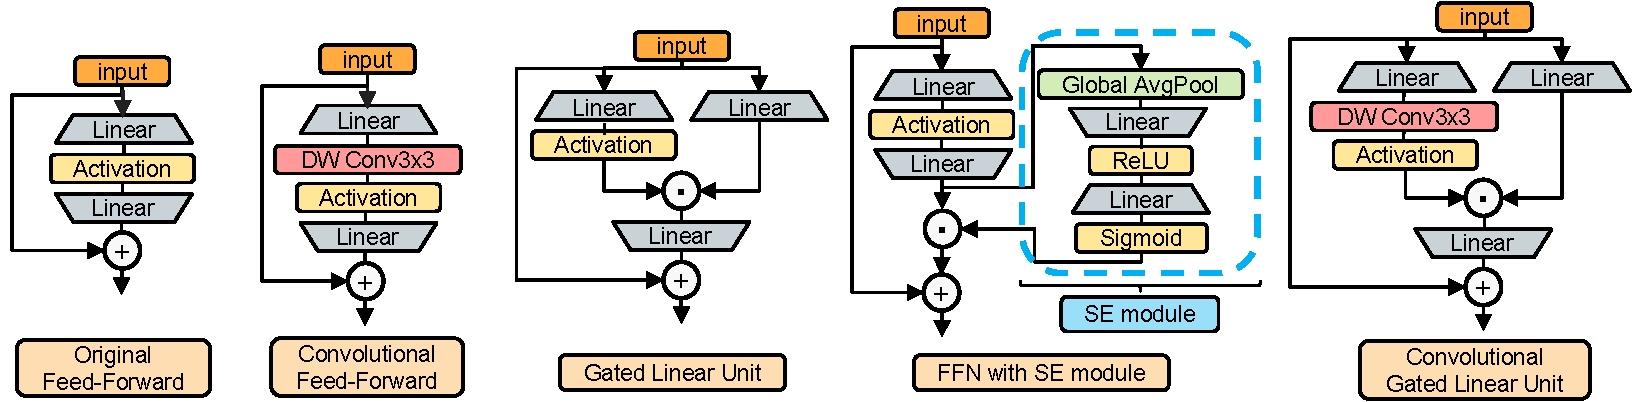 input
Linear
Activation
Linear
+
Original
Feed-Forward
input
Linear
DW Conv3x3
Activation
Linear
+
Convolutional
Feed-Forward
input
Linear
Linear
Activation
·
Linear
+
Gated Linear Unit
input
Linear
Activation
Linear
·
+
Global AvgPool
Linear
ReLU
Linear
Sigmoid
SE module
FFN with SE module
input
Linear
Linear
DW Conv3x3
Activation
·
Linear
+
Convolutional
Gated Linear Unit